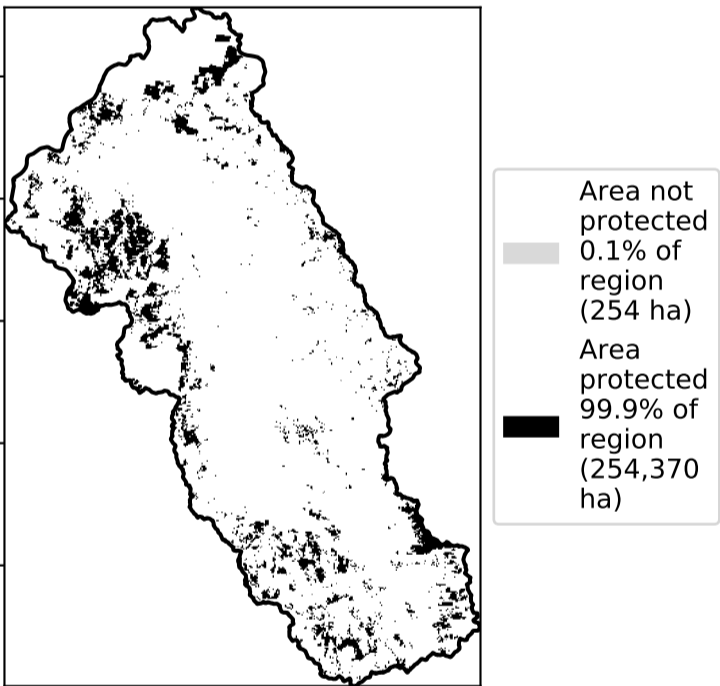 Area not
protected
0.1% of
region
(254 ha)
Area
protected
99.9% of
region
(254,370
ha)